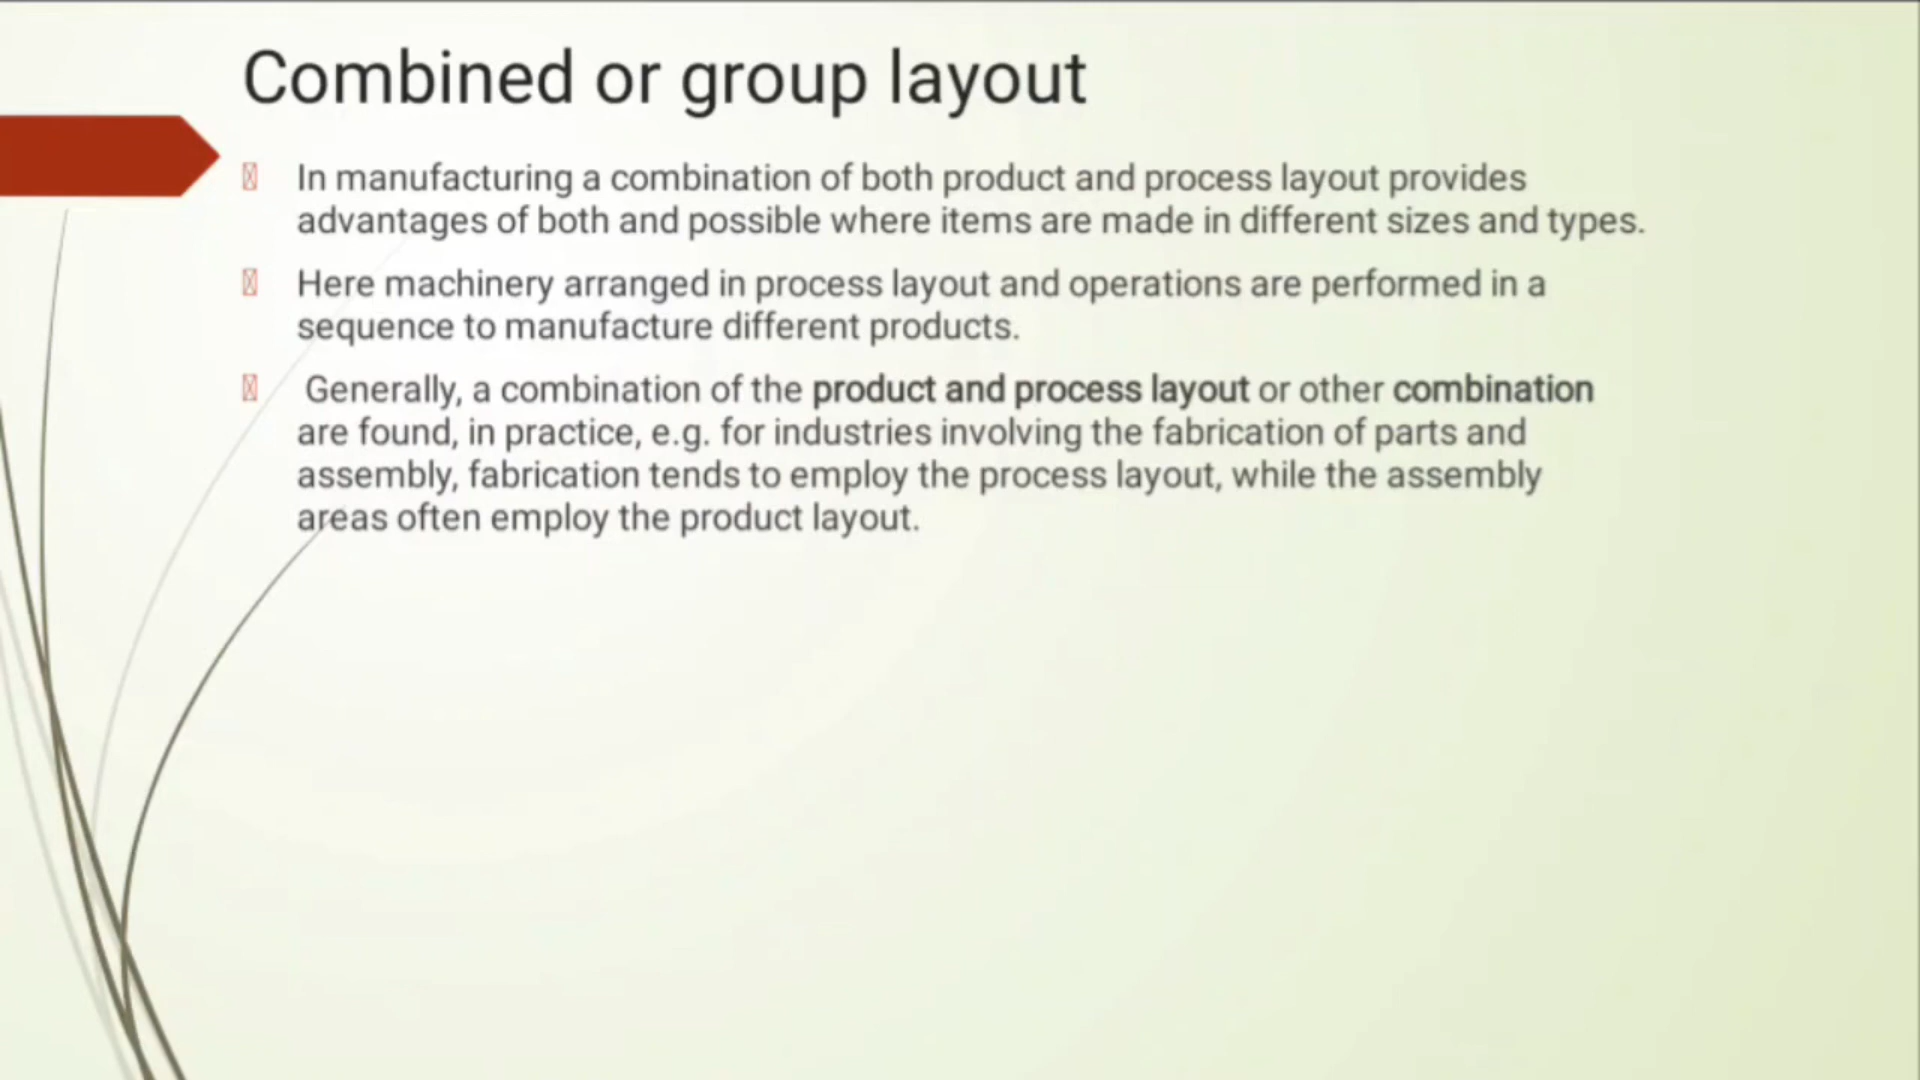 Combined or group layout
In manufacturing a combination of both product and process layout provides
advantages of both and possible where items are made in different sizes and types.
Here machinery arranged in process layout and operations are performed in a
sequence to manufacture different products.
Generally, a combination of the product and process layout or other combination
are found, in practice, e.g. for industries involving the fabrication of parts and
assembly, fabrication tends to employ the process layout, while the assembly
areas often employ the product layout.